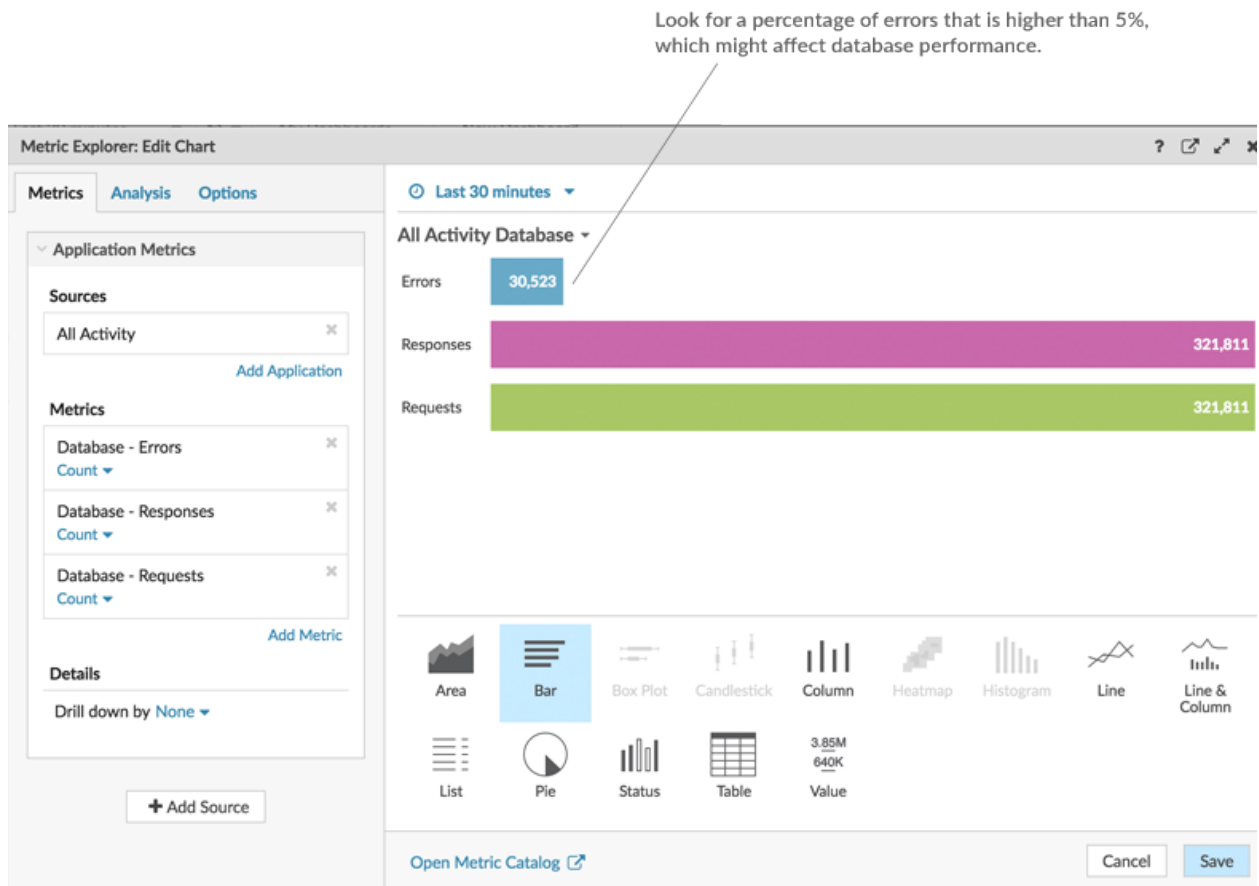 Look for a percentage of errors that is higher than 5%,
which might affect database performance.
Metric Explorer: Edit Chart
?
Metrics Analysis Options
Last 30 minutes
Application Metrics
Sources
All Activity
Add Application
Metrics
Database - Errors
Count
Database - Responses
Count
Database - Requests
Count
Add Metric
Details
Drill down by None
+ Add Source
All Activity Database
Errors 30,523
Responses 321,811
Requests 321,811
Area Bar Box Plot Candlestick Column Heatmap Histogram Line Line &
Column
3.85M
640K
List Pie Status Table Value
Open Metric Catalog
Cancel Save